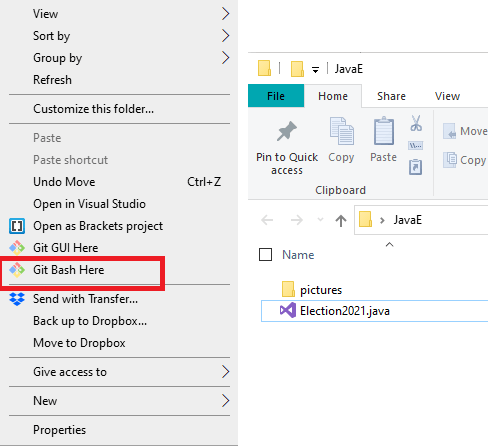 View
Sort by
Group by
Refresh
Customize this folder...
Paste
Paste shortcut
Undo Move Ctrl+Z
Open in Visual Studio
Open as Brackets project
Git GUI Here
Git Bash Here
Send with Transfer...
Back up to Dropbox...
Move to Dropbox
Give access to
New
Properties
JavaE
File Home Share View
Pin to Quick access
Copy
Paste
Move
Copy
Clipboard
JavaE
Name
pictures
Election2021.java